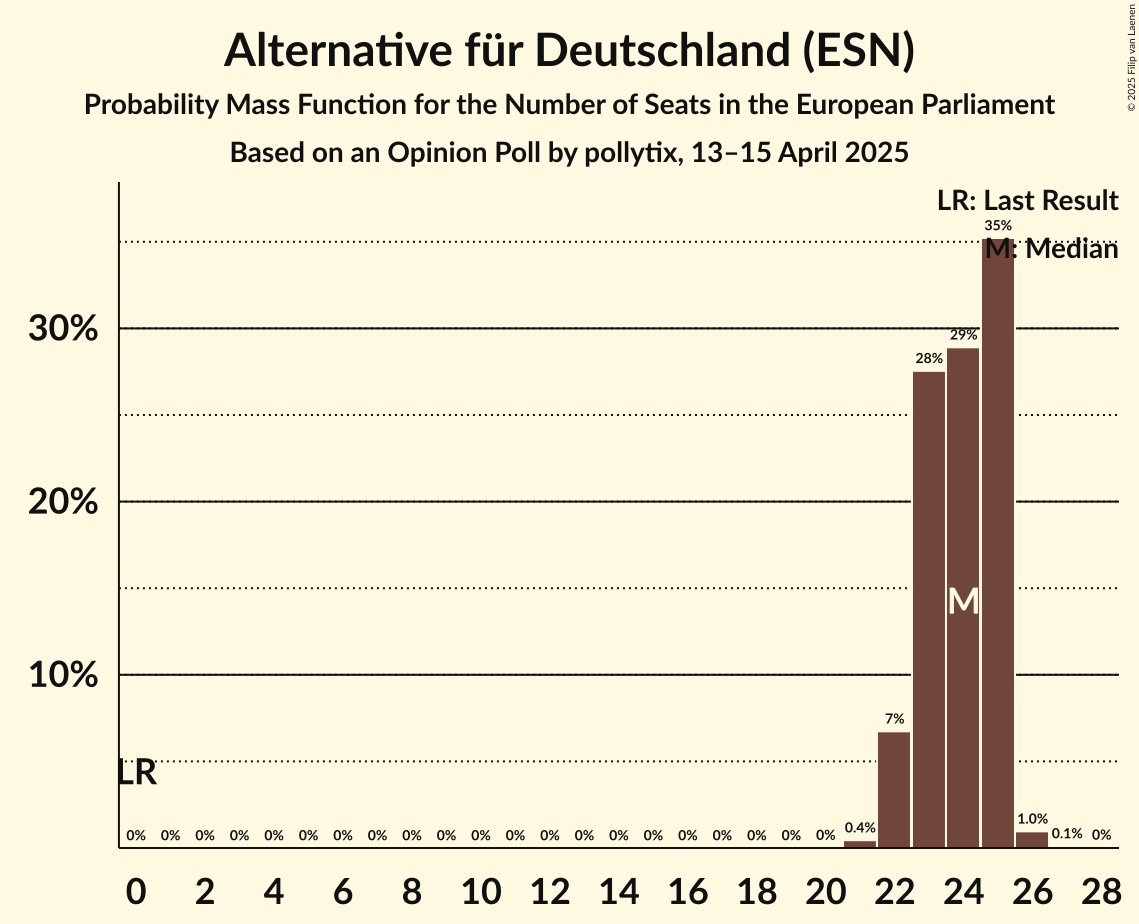 Alternative für Deutschland (ESN)
Probability Mass Function for the Number of Seats in the European Parliament
Based on an Opinion Poll by pollytix, 13–15 April 2025
© 2025 Filip van Laenen
LR: Last Result
M: Median
35%
30%
29%
28%
20%
M
10%
7%
LR
0% 0% 0% 0% 0% 0% 0% 0% 0% 0% 0% 0% 0% 0% 0% 0% 0% 0% 0% 0% 0% 0.4% 1.0% 0.1% 0%
0 2 4 6 8 10 12 14 16 18 20 22 24 26 28